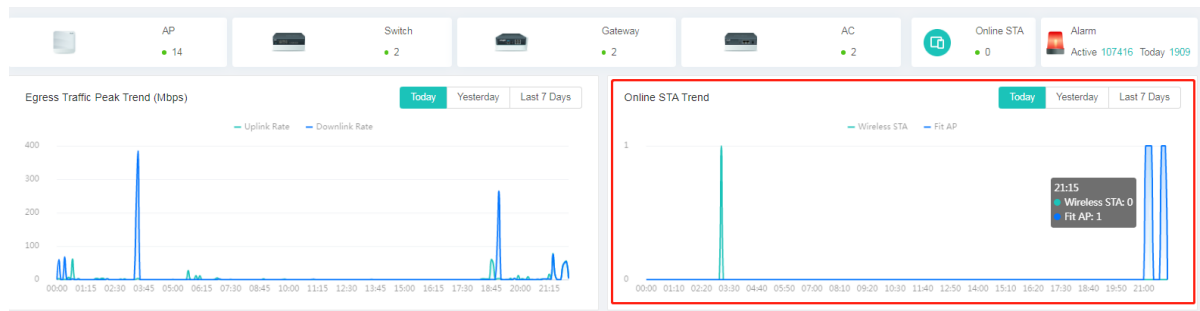 AP
14
Switch
2
Gateway
2
AC
2
Online STA
0
Alarm
Active 107416 Today 1909
Egress Traffic Peak Trend (Mbps)
Today Yesterday Last 7 Days
Uplink Rate Downlink Rate
400
300
200
100
0
00:00 01:15 02:30 03:45 05:00 06:15 07:30 08:45 10:00 11:15 12:30 13:45 15:00 16:15 17:30 18:45 20:00 21:15
Online STA Trend
Today Yesterday Last 7 Days
Wireless STA Fit AP
1
21:15
Wireless STA: 0
Fit AP: 1
0
00:00 01:10 02:20 03:30 04:40 05:50 07:00 08:10 09:20 10:30 11:40 12:50 14:00 15:10 16:20 17:30 18:40 19:50 21:00